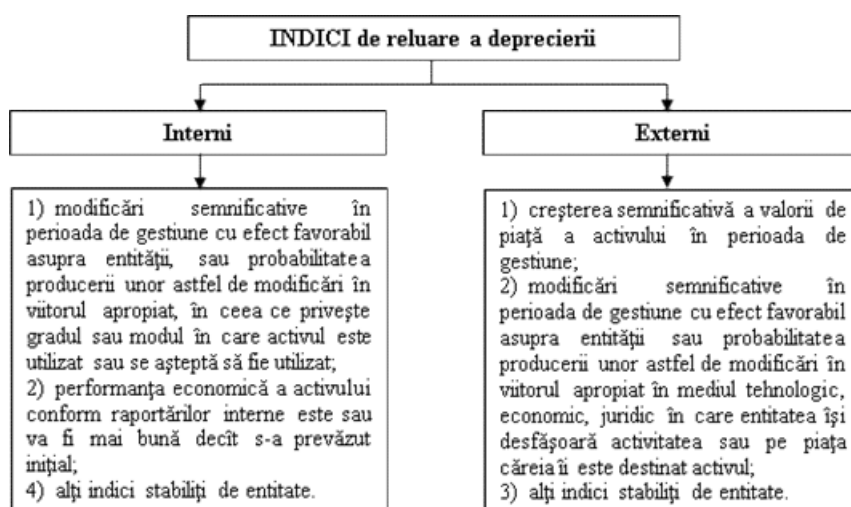 INDICI de reluare a deprecierii
Interni
1) modificări semnificative în
perioada de gestiune cu efect favorabil
asupra entităţii, sau probabilitatea
producerii unor astfel de modificări în
viitorul apropiat, în ceea ce priveşte
gradul sau modul în care activul este
utilizat sau se aşteptă să fie utilizat;
2) performanţa economică a activului
conform raportărilor interne este sau
va fi mai bună decît s-a prevăzut
iniţial;
4) alţi indici stabiliţi de entitate.
Externi
1) creşterea semnificativă a valorii de
piaţă a activului în perioada de
gestiune;
2) modificări semnificative în
perioada de gestiune cu efect favorabil
asupra entităţii sau probabilitatea
producerii unor astfel de modificări în
viitorul apropiat în mediul tehnologic,
economic, juridic în care entitatea îşi
desfăşoară activitatea sau pe piaţa
căreia îi este destinat activul;
3) alţi indici stabiliţi de entitate.